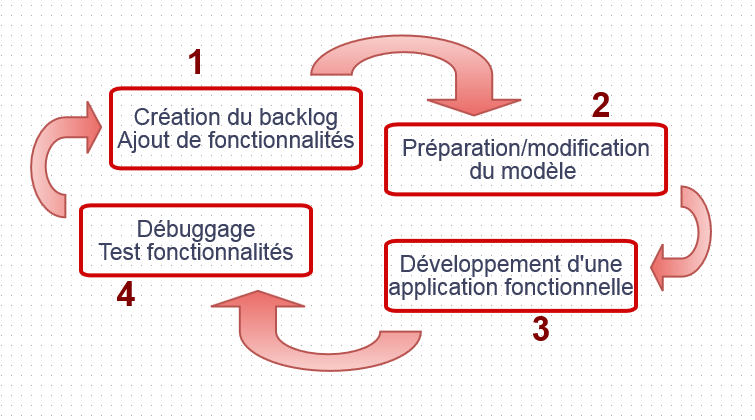 1
Création du backlog
Ajout de fonctionnalités
2
Préparation/modification
du modèle
Développement d'une
application fonctionnelle
3
Débuggage
Test fonctionnalités
4